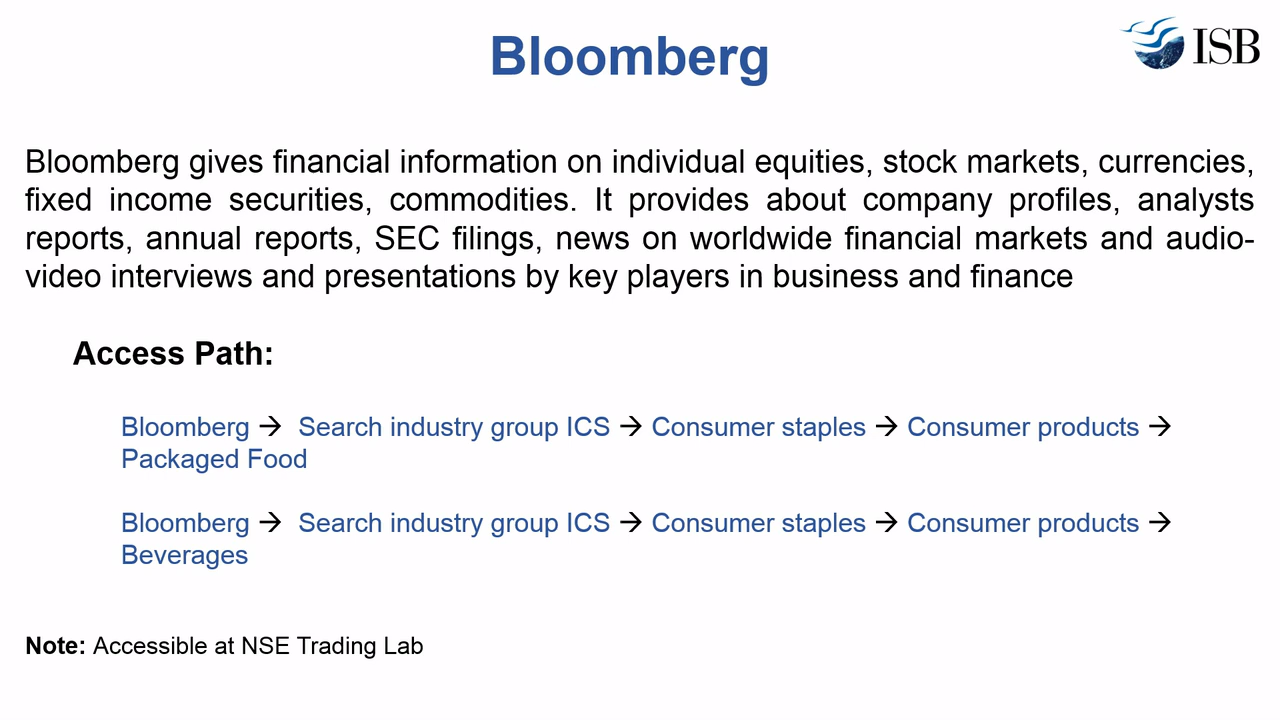 Bloomberg
ISB
Bloomberg gives financial information on individual equities, stock markets, currencies,
fixed income securities, commodities. It provides about company profiles, analysts
reports, annual reports, SEC filings, news on worldwide financial markets and audio-
video interviews and presentations by key players in business and finance
Access Path:
Bloomberg → Search industry group ICS → Consumer staples → Consumer products →
Packaged Food
Bloomberg → Search industry group ICS → Consumer staples → Consumer products →
Beverages
Note: Accessible at NSE Trading Lab